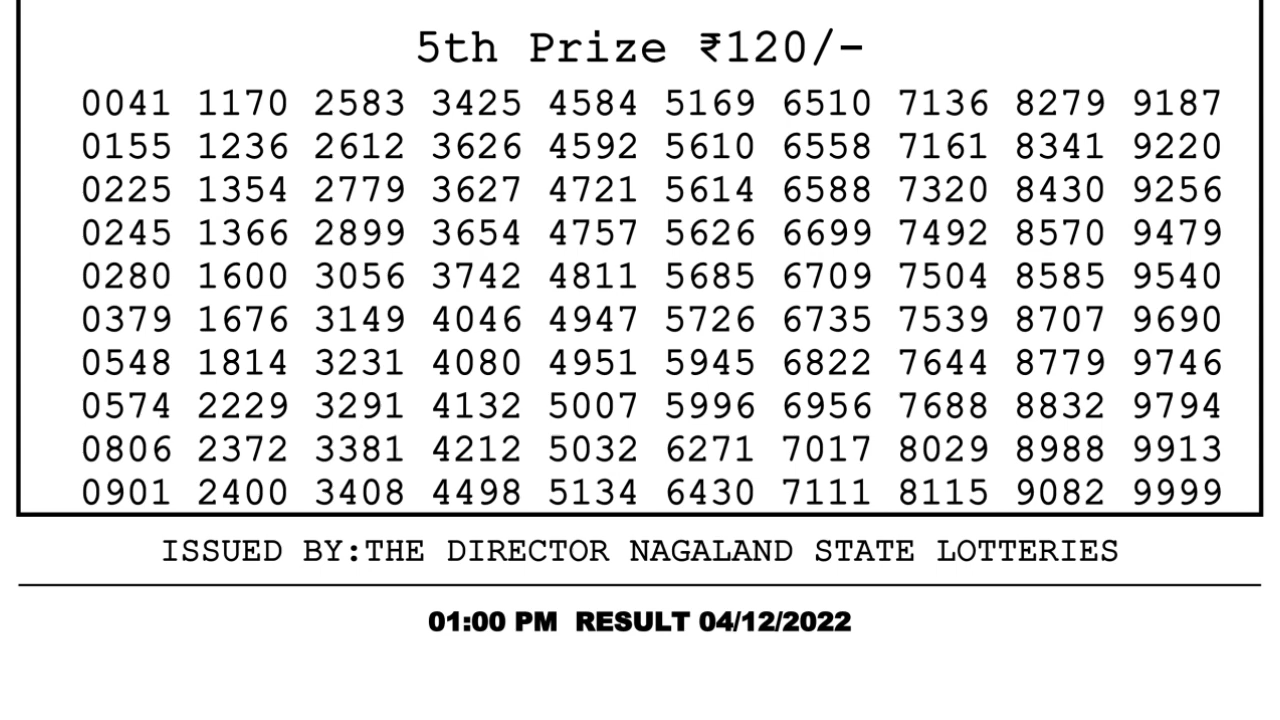 5th Prize ₹120/-
0041 1170 2583 3425 4584 5169 6510 7136 8279 9187
0155 1236 2612 3626 4592 5610 6558 7161 8341 9220
0225 1354 2779 3627 4721 5614 6588 7320 8430 9256
0245 1366 2899 3654 4757 5626 6699 7492 8570 9479
0280 1600 3056 3742 4811 5685 6709 7504 8585 9540
0379 1676 3149 4046 4947 5726 6735 7539 8707 9690
0548 1814 3231 4080 4951 5945 6822 7644 8779 9746
0574 2229 3291 4132 5007 5996 6956 7688 8832 9794
0806 2372 3381 4212 5032 6271 7017 8029 8988 9913
0901 2400 3408 4498 5134 6430 7111 8115 9082 9999
ISSUED BY:THE DIRECTOR NAGALAND STATE LOTTERIES
01:00 PM RESULT 04/12/2022